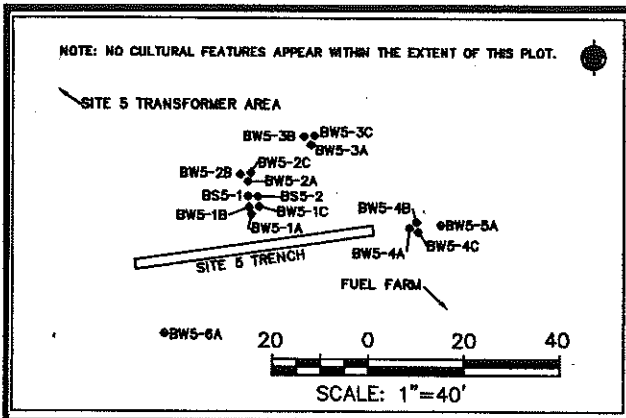 NOTE: NO CULTURAL FEATURES APPEAR WITHIN THE EXTENT OF THIS PLOT.
SITE 5 TRANSFORMER AREA
BW5-3B
BW5-3C
BW5-3A
BW5-2C
BW5-2B
BW5-2A
BS5-1
BS5-2
BW5-1B
BW5-1C
BW5-1A
BW5-4B
BW5-5A
BW5-4A
BW5-4C
SITE 5 TRENCH
FUEL FARM
BW5-6A
20 0 20 40
SCALE: 1"=40'